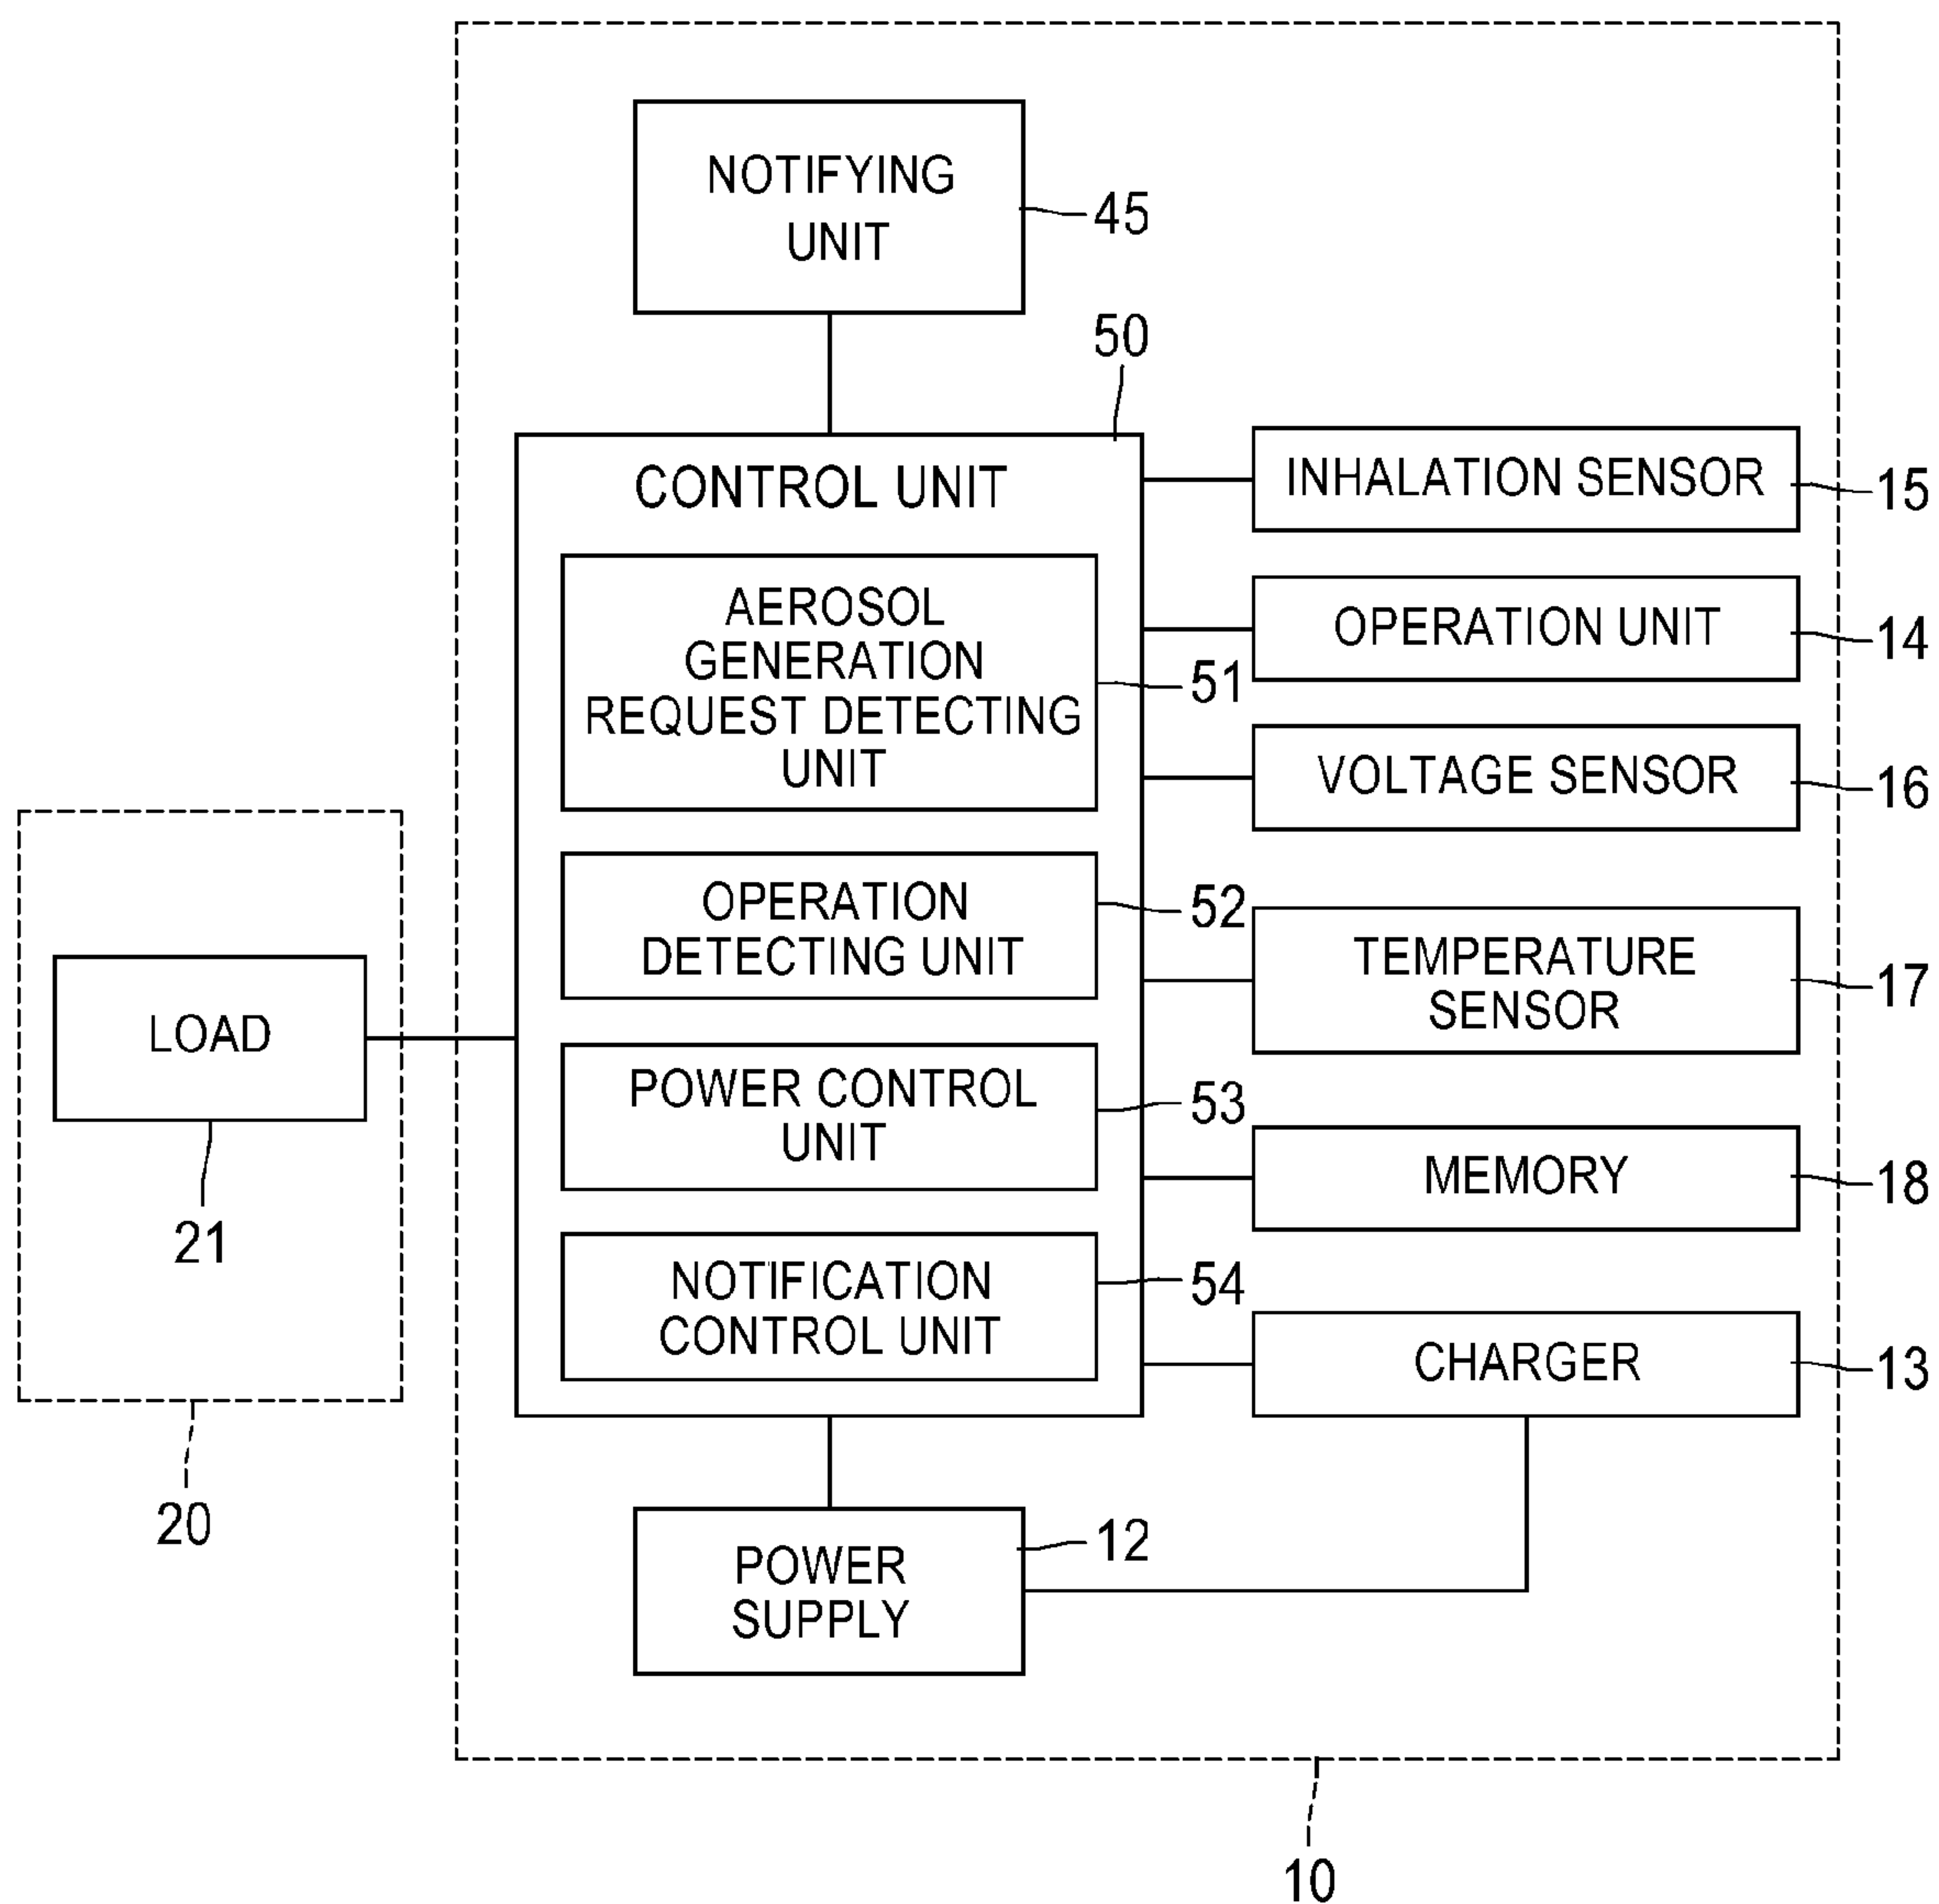 NOTIFYING
UNIT
45
50
CONTROL UNIT
INHALATION SENSOR
15
AEROSOL
GENERATION
REQUEST DETECTING
UNIT
51
OPERATION UNIT
14
VOLTAGE SENSOR
16
OPERATION
DETECTING UNIT
52
TEMPERATURE
SENSOR
17
LOAD
21
POWER CONTROL
UNIT
53
MEMORY
18
NOTIFICATION
CONTROL UNIT
54
CHARGER
13
20
POWER
SUPPLY
12
10